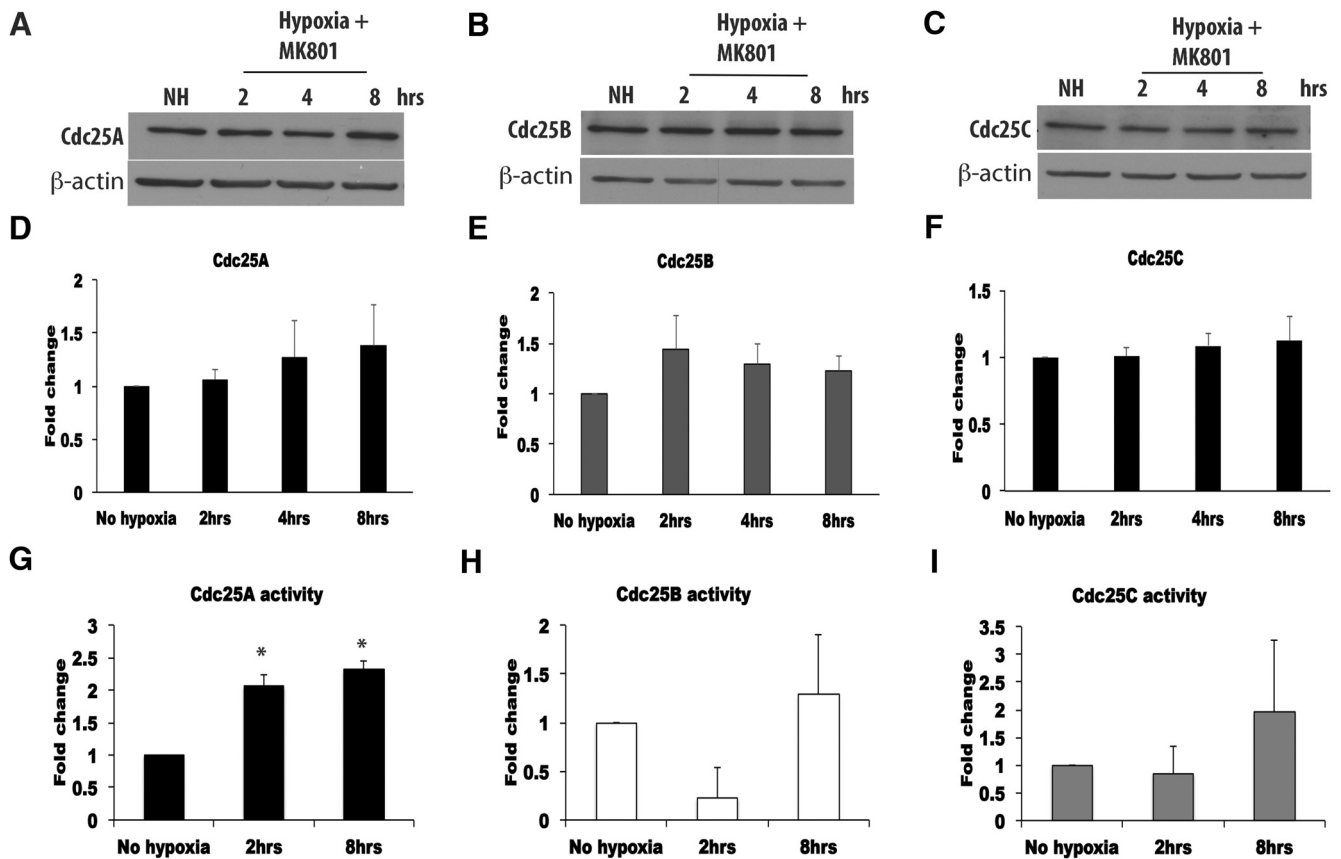 A
Hypoxia +
MK801
NH 2 4 8 hrs
Cdc25A
β-actin
B
Hypoxia +
MK801
NH 2 4 8 hrs
Cdc25B
β-actin
C
Hypoxia +
MK801
NH 2 4 8 hrs
Cdc25C
β-actin
D
Cdc25A
Fold change
2
1.5
1
0.5
0
No hypoxia 2hrs 4hrs 8hrs
E
Cdc25B
Fold change
2
1.5
1
0.5
0
No hypoxia 2hrs 4hrs 8hrs
F
Cdc25C
Fold change
1.5
1
0.5
0
No hypoxia 2hrs 4hrs 8hrs
G
Cdc25A activity
Fold change
3
2.5
2
1.5
1
0.5
0
* *
No hypoxia 2hrs 8hrs
H
Cdc25B activity
Fold change
2
1.5
1
0.5
0
No hypoxia 2hrs 8hrs
I
Cdc25C activity
Fold change
3.5
3
2.5
2
1.5
1
0.5
0
No hypoxia 2hrs 8hrs